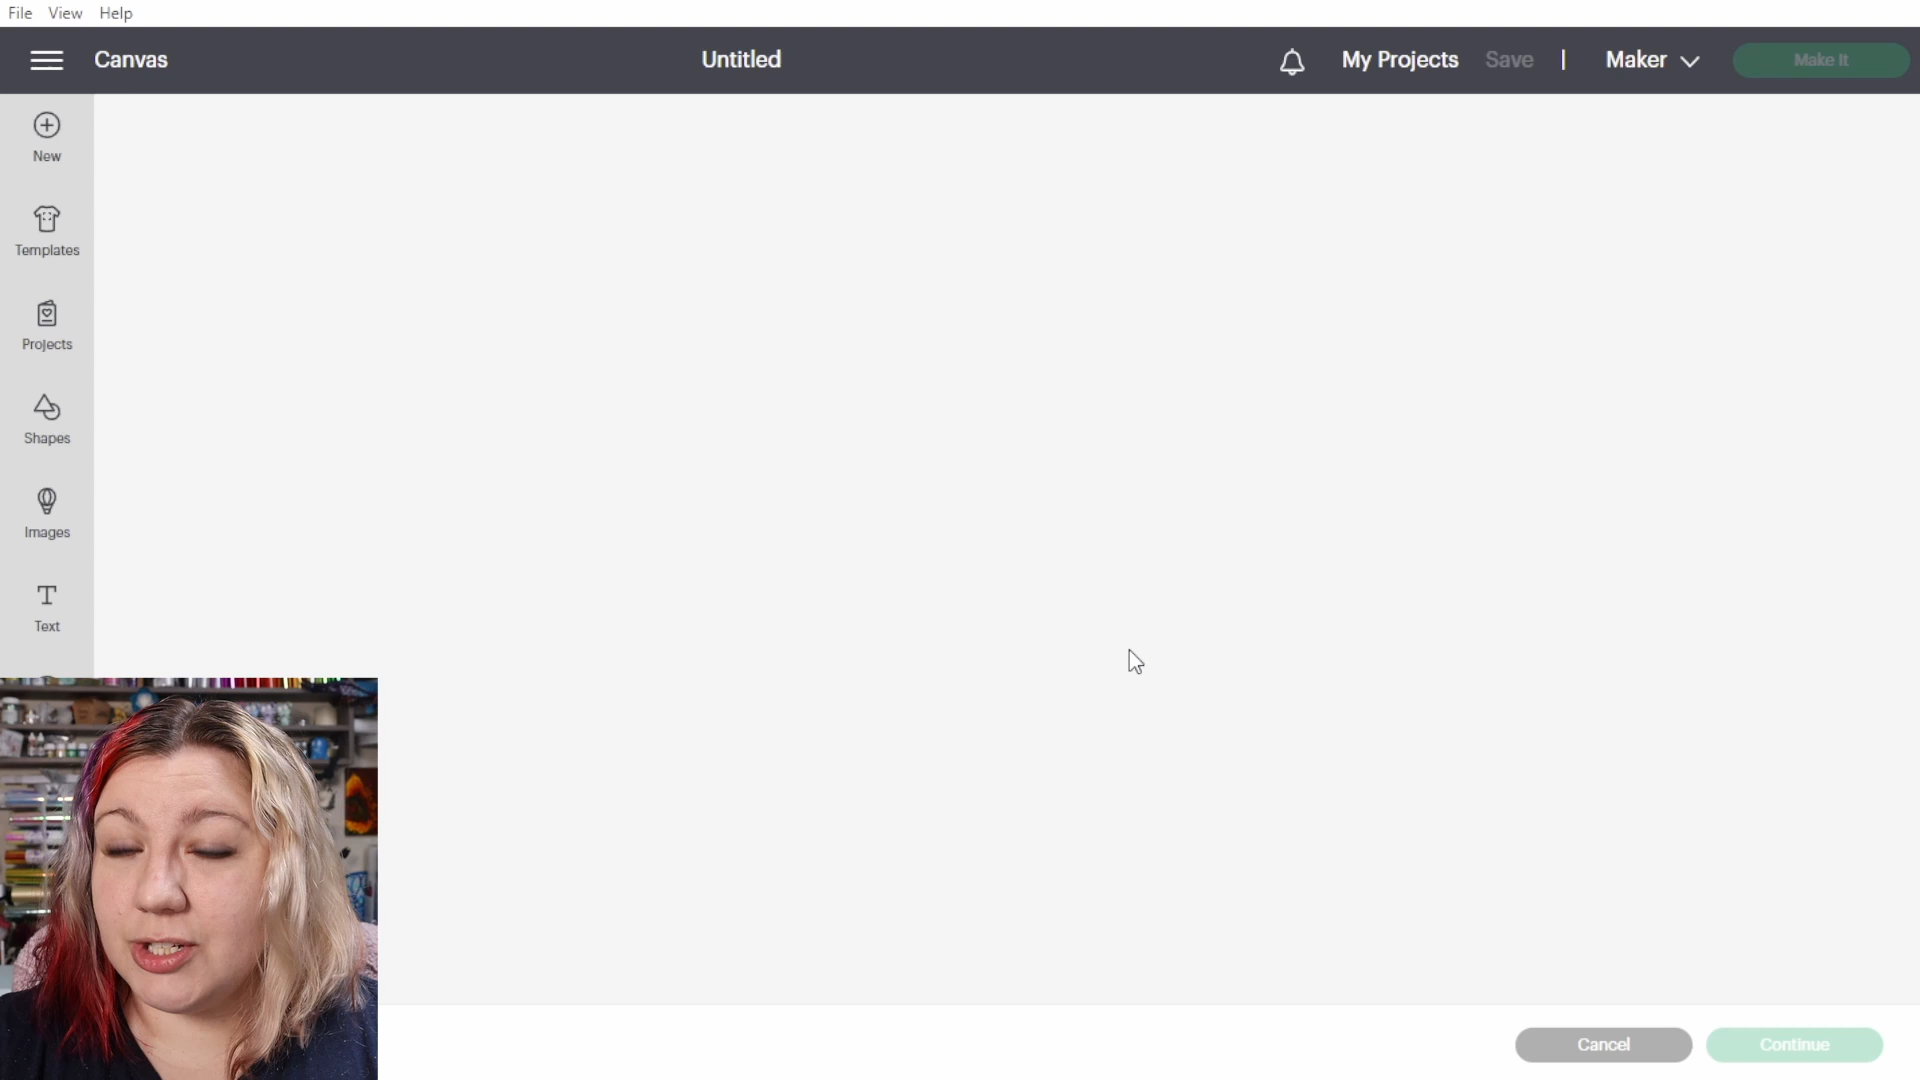 File View Help
Canvas Untitled My Projects Save | Maker Make It
New
Templates
Projects
Shapes
Images
Text
Cancel Continue